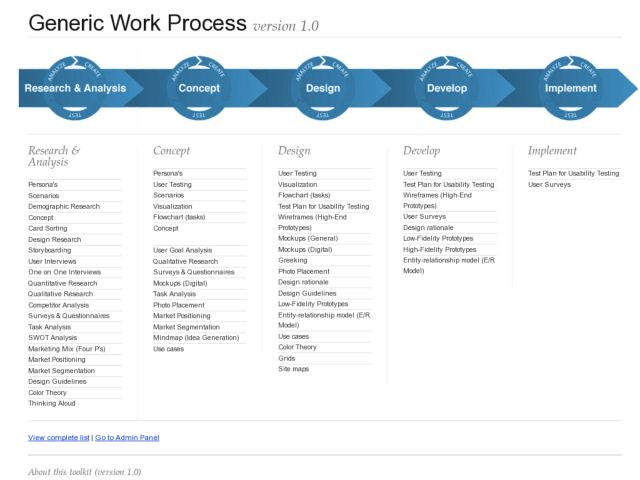 Generic Work Process version 1.0
ANALYZE CREATE
TEST
Research & Analysis
ANALYZE CREATE
TEST
Concept
ANALYZE CREATE
TEST
Design
ANALYZE CREATE
TEST
Develop
ANALYZE CREATE
TEST
Implement
Research &
Analysis
Persona's
Scenarios
Demographic Research
Concept
Card Sorting
Design Research
Storyboarding
User Interviews
One on One Interviews
Quantitative Research
Qualitative Research
Competitor Analysis
Surveys & Questionnaires
Task Analysis
SWOT Analysis
Marketing Mix (Four P's)
Market Positioning
Market Segmentation
Design Guidelines
Color Theory
Thinking Aloud
Concept
Persona's
User Testing
Scenarios
Visualization
Flowchart (tasks)
Concept
User Goal Analysis
Qualitative Research
Surveys & Questionnaires
Mockups (Digital)
Task Analysis
Photo Placement
Market Positioning
Market Segmentation
Mindmap (Idea Generation)
Use cases
Design
User Testing
Visualization
Flowchart (tasks)
Test Plan for Usability Testing
Wireframes (High-End
Prototypes)
Mockups (General)
Mockups (Digital)
Greeking
Photo Placement
Design rationale
Design Guidelines
Low-Fidelity Prototypes
Entity-relationship model (E/R
Model)
Use cases
Color Theory
Grids
Site maps
Develop
User Testing
Test Plan for Usability Testing
Wireframes (High-End
Prototypes)
User Surveys
Design rationale
Low-Fidelity Prototypes
High-Fidelity Prototypes
Entity-relationship model (E/R
Model)
Implement
Test Plan for Usability Testing
User Surveys
View complete list | Go to Admin Panel
About this toolkit (version 1.0)